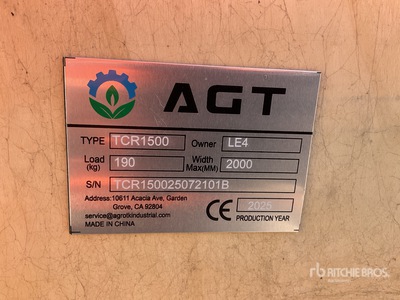 AGT
TYPE TCR1500 Owner LE4
Load (kg) 190 Width Max(MM) 2000
S/N TCR150025072101B
Address:10611 Acacia Ave, Garden
Grove, CA 92804
service@agrotkindustrial.com
MADE IN CHINA
CE 2025
PRODUCTION YEAR
rb RITCHIE BROS.